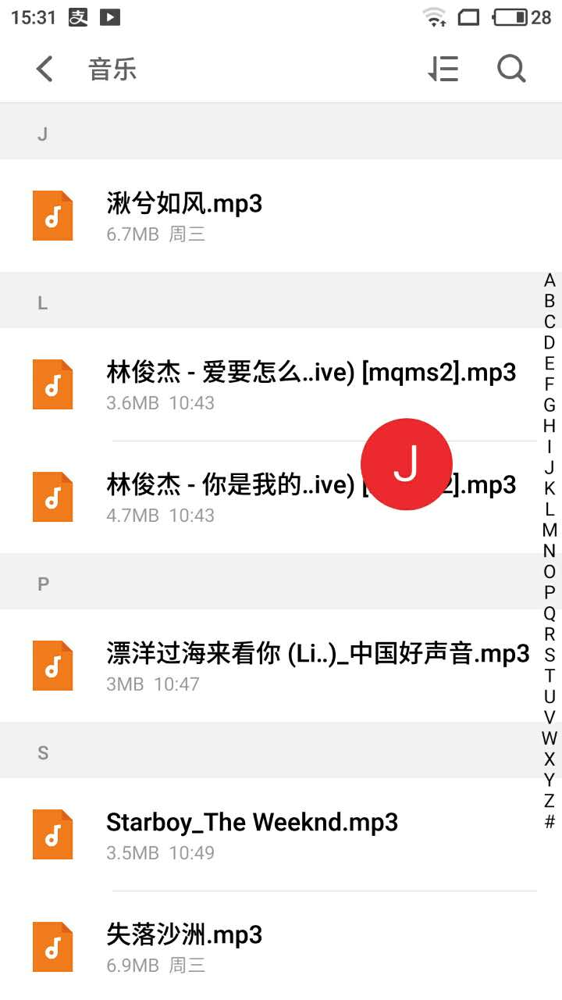 15:31 支 28
音乐
J
湫兮如风.mp3
6.7MB 周三
L
林俊杰 - 爱要怎么..ive) [mqms2].mp3
3.6MB 10:43
林俊杰 - 你是我的..ive) [ 2].mp3
J
4.7MB 10:43
P
漂洋过海来看你 (Li..)_中国好声音.mp3
3MB 10:47
S
Starboy_The Weeknd.mp3
3.5MB 10:49
失落沙洲.mp3
6.9MB 周三
A
B
C
D
E
F
G
H
I
J
K
L
M
N
O
P
Q
R
S
T
U
V
W
X
Y
Z
#